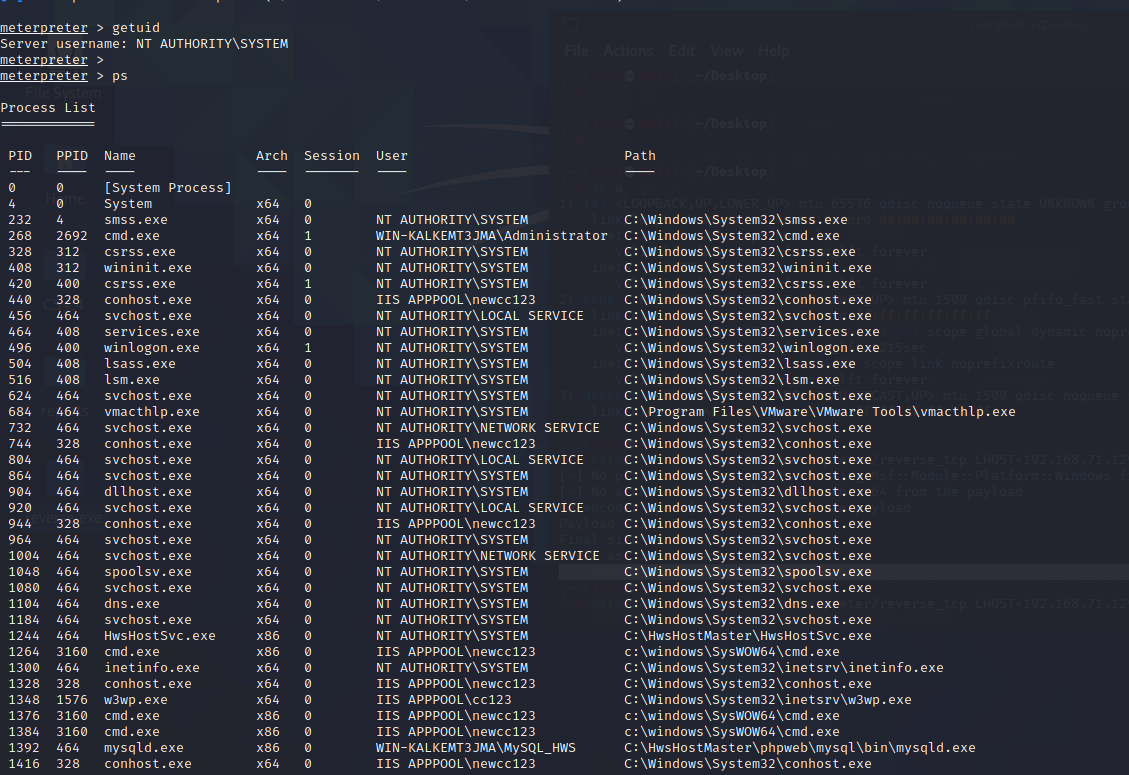 meterpreter > getuid
Server username: NT AUTHORITY\SYSTEM
meterpreter >
meterpreter > ps
Process List
PID PPID Name Arch Session User Path
0 0 [System Process]
4 0 System x64 0
232 4 smss.exe x64 0 NT AUTHORITY\SYSTEM C:\Windows\System32\smss.exe
268 2692 cmd.exe x64 1 WIN-KALKEMT3JMA\Administrator C:\Windows\System32\cmd.exe
328 312 csrss.exe x64 0 NT AUTHORITY\SYSTEM C:\Windows\System32\csrss.exe
408 312 wininit.exe x64 0 NT AUTHORITY\SYSTEM C:\Windows\System32\wininit.exe
420 400 csrss.exe x64 1 NT AUTHORITY\SYSTEM C:\Windows\System32\csrss.exe
440 328 conhost.exe x64 0 IIS APPPOOL\newcc123 C:\Windows\System32\conhost.exe
456 464 svchost.exe x64 0 NT AUTHORITY\LOCAL SERVICE C:\Windows\System32\svchost.exe
464 408 services.exe x64 0 NT AUTHORITY\SYSTEM C:\Windows\System32\services.exe
496 400 winlogon.exe x64 1 NT AUTHORITY\SYSTEM C:\Windows\System32\winlogon.exe
504 408 lsass.exe x64 0 NT AUTHORITY\SYSTEM C:\Windows\System32\lsass.exe
516 408 lsm.exe x64 0 NT AUTHORITY\SYSTEM C:\Windows\System32\lsm.exe
624 464 svchost.exe x64 0 NT AUTHORITY\SYSTEM C:\Windows\System32\svchost.exe
684 464 vmacthlp.exe x64 0 NT AUTHORITY\SYSTEM C:\Program Files\VMware\VMware Tools\vmacthlp.exe
732 464 svchost.exe x64 0 NT AUTHORITY\NETWORK SERVICE C:\Windows\System32\svchost.exe
744 328 conhost.exe x64 0 IIS APPPOOL\newcc123 C:\Windows\System32\conhost.exe
804 464 svchost.exe x64 0 NT AUTHORITY\LOCAL SERVICE C:\Windows\System32\svchost.exe
864 464 svchost.exe x64 0 NT AUTHORITY\SYSTEM C:\Windows\System32\svchost.exe
904 464 dllhost.exe x64 0 NT AUTHORITY\SYSTEM C:\Windows\System32\dllhost.exe
920 464 svchost.exe x64 0 NT AUTHORITY\LOCAL SERVICE C:\Windows\System32\svchost.exe
944 328 conhost.exe x64 0 IIS APPPOOL\newcc123 C:\Windows\System32\conhost.exe
964 464 svchost.exe x64 0 NT AUTHORITY\SYSTEM C:\Windows\System32\svchost.exe
1004 464 svchost.exe x64 0 NT AUTHORITY\NETWORK SERVICE C:\Windows\System32\svchost.exe
1048 464 spoolsv.exe x64 0 NT AUTHORITY\SYSTEM C:\Windows\System32\spoolsv.exe
1080 464 svchost.exe x64 0 NT AUTHORITY\SYSTEM C:\Windows\System32\svchost.exe
1104 464 dns.exe x64 0 NT AUTHORITY\SYSTEM C:\Windows\System32\dns.exe
1184 464 svchost.exe x64 0 NT AUTHORITY\SYSTEM C:\Windows\System32\svchost.exe
1244 464 HwsHostSvc.exe x86 0 NT AUTHORITY\SYSTEM C:\HwsHostMaster\HwsHostSvc.exe
1264 3160 cmd.exe x86 0 IIS APPPOOL\newcc123 c:\windows\SysWOW64\cmd.exe
1300 464 inetinfo.exe x64 0 NT AUTHORITY\SYSTEM C:\Windows\System32\inetsrv\inetinfo.exe
1328 328 conhost.exe x64 0 IIS APPPOOL\newcc123 C:\Windows\System32\conhost.exe
1348 1576 w3wp.exe x64 0 IIS APPPOOL\cc123 C:\Windows\System32\inetsrv\w3wp.exe
1376 3160 cmd.exe x86 0 IIS APPPOOL\newcc123 c:\windows\SysWOW64\cmd.exe
1384 3160 cmd.exe x86 0 IIS APPPOOL\newcc123 c:\windows\SysWOW64\cmd.exe
1392 464 mysqld.exe x86 0 WIN-KALKEMT3JMA\MySQL_HWS C:\HwsHostMaster\phpweb\mysql\bin\mysqld.exe
1416 328 conhost.exe x64 0 IIS APPPOOL\newcc123 C:\Windows\System32\conhost.exe
File Actions Edit View Help
~/Desktop
~/Desktop
~/Desktop
File System
Home